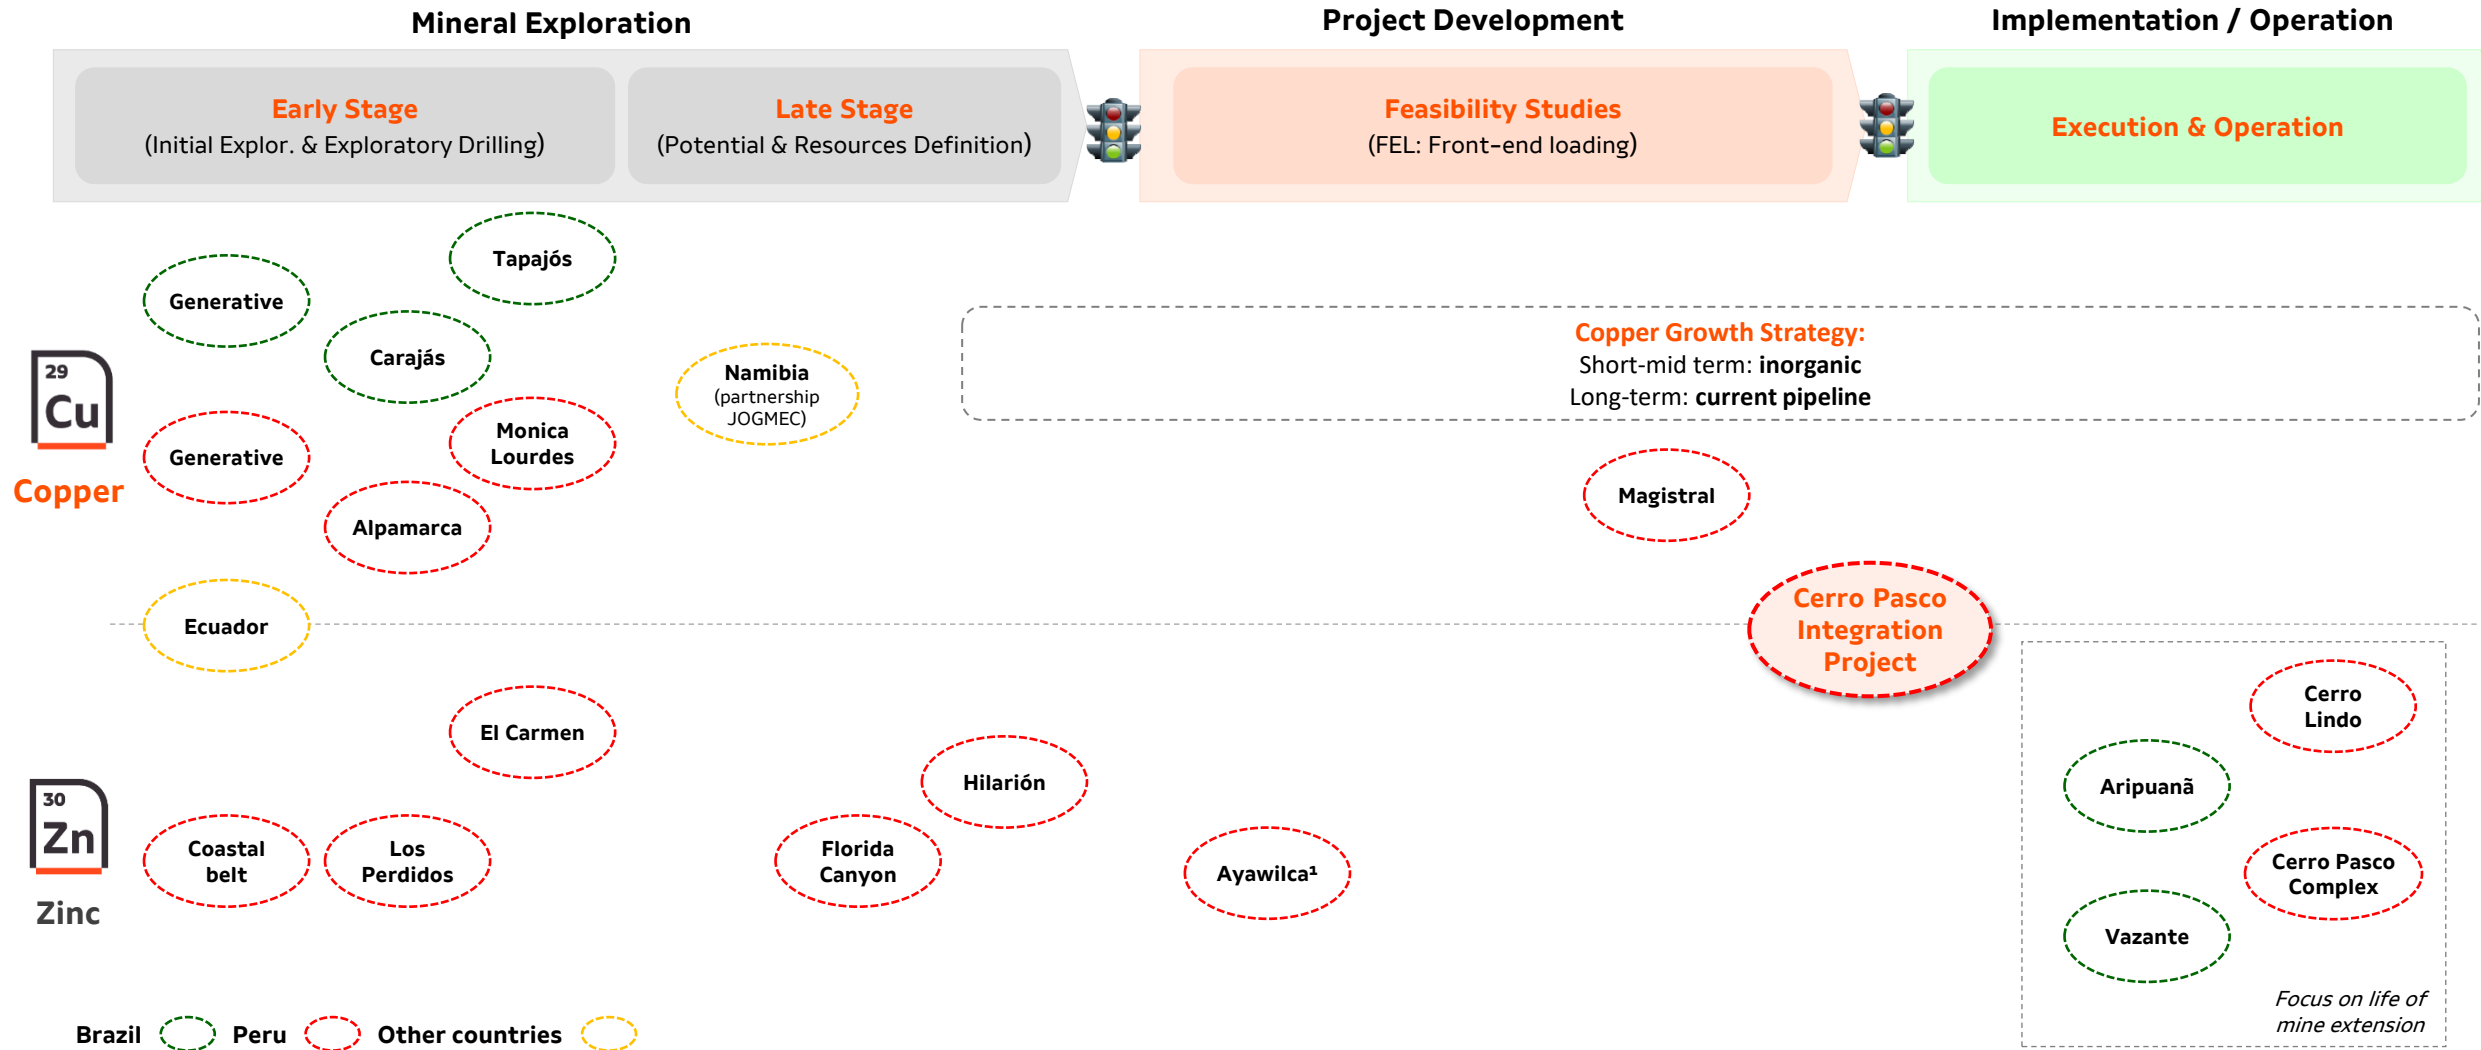 Mineral Exploration
Project Development
Implementation / Operation
Early Stage
(Initial Explor. & Exploratory Drilling)
Late Stage
(Potential & Resources Definition)
Feasibility Studies
(FEL: Front-end loading)
Execution & Operation
Tapajós
Generative
Carajás
Copper Growth Strategy:
Short-mid term: inorganic
Long-term: current pipeline
29
Cu
Copper
Namibia
(partnership
JOGMEC)
Generative
Monica
Lourdes
Alpamarca
Magistral
Ecuador
Cerro Pasco
Integration
Project
El Carmen
Cerro
Lindo
Hilarión
Aripuanã
30
Zn
Zinc
Coastal
belt
Los
Perdidos
Florida
Canyon
Ayawilca¹
Cerro Pasco
Complex
Vazante
Focus on life of
mine extension
Brazil Peru Other countries